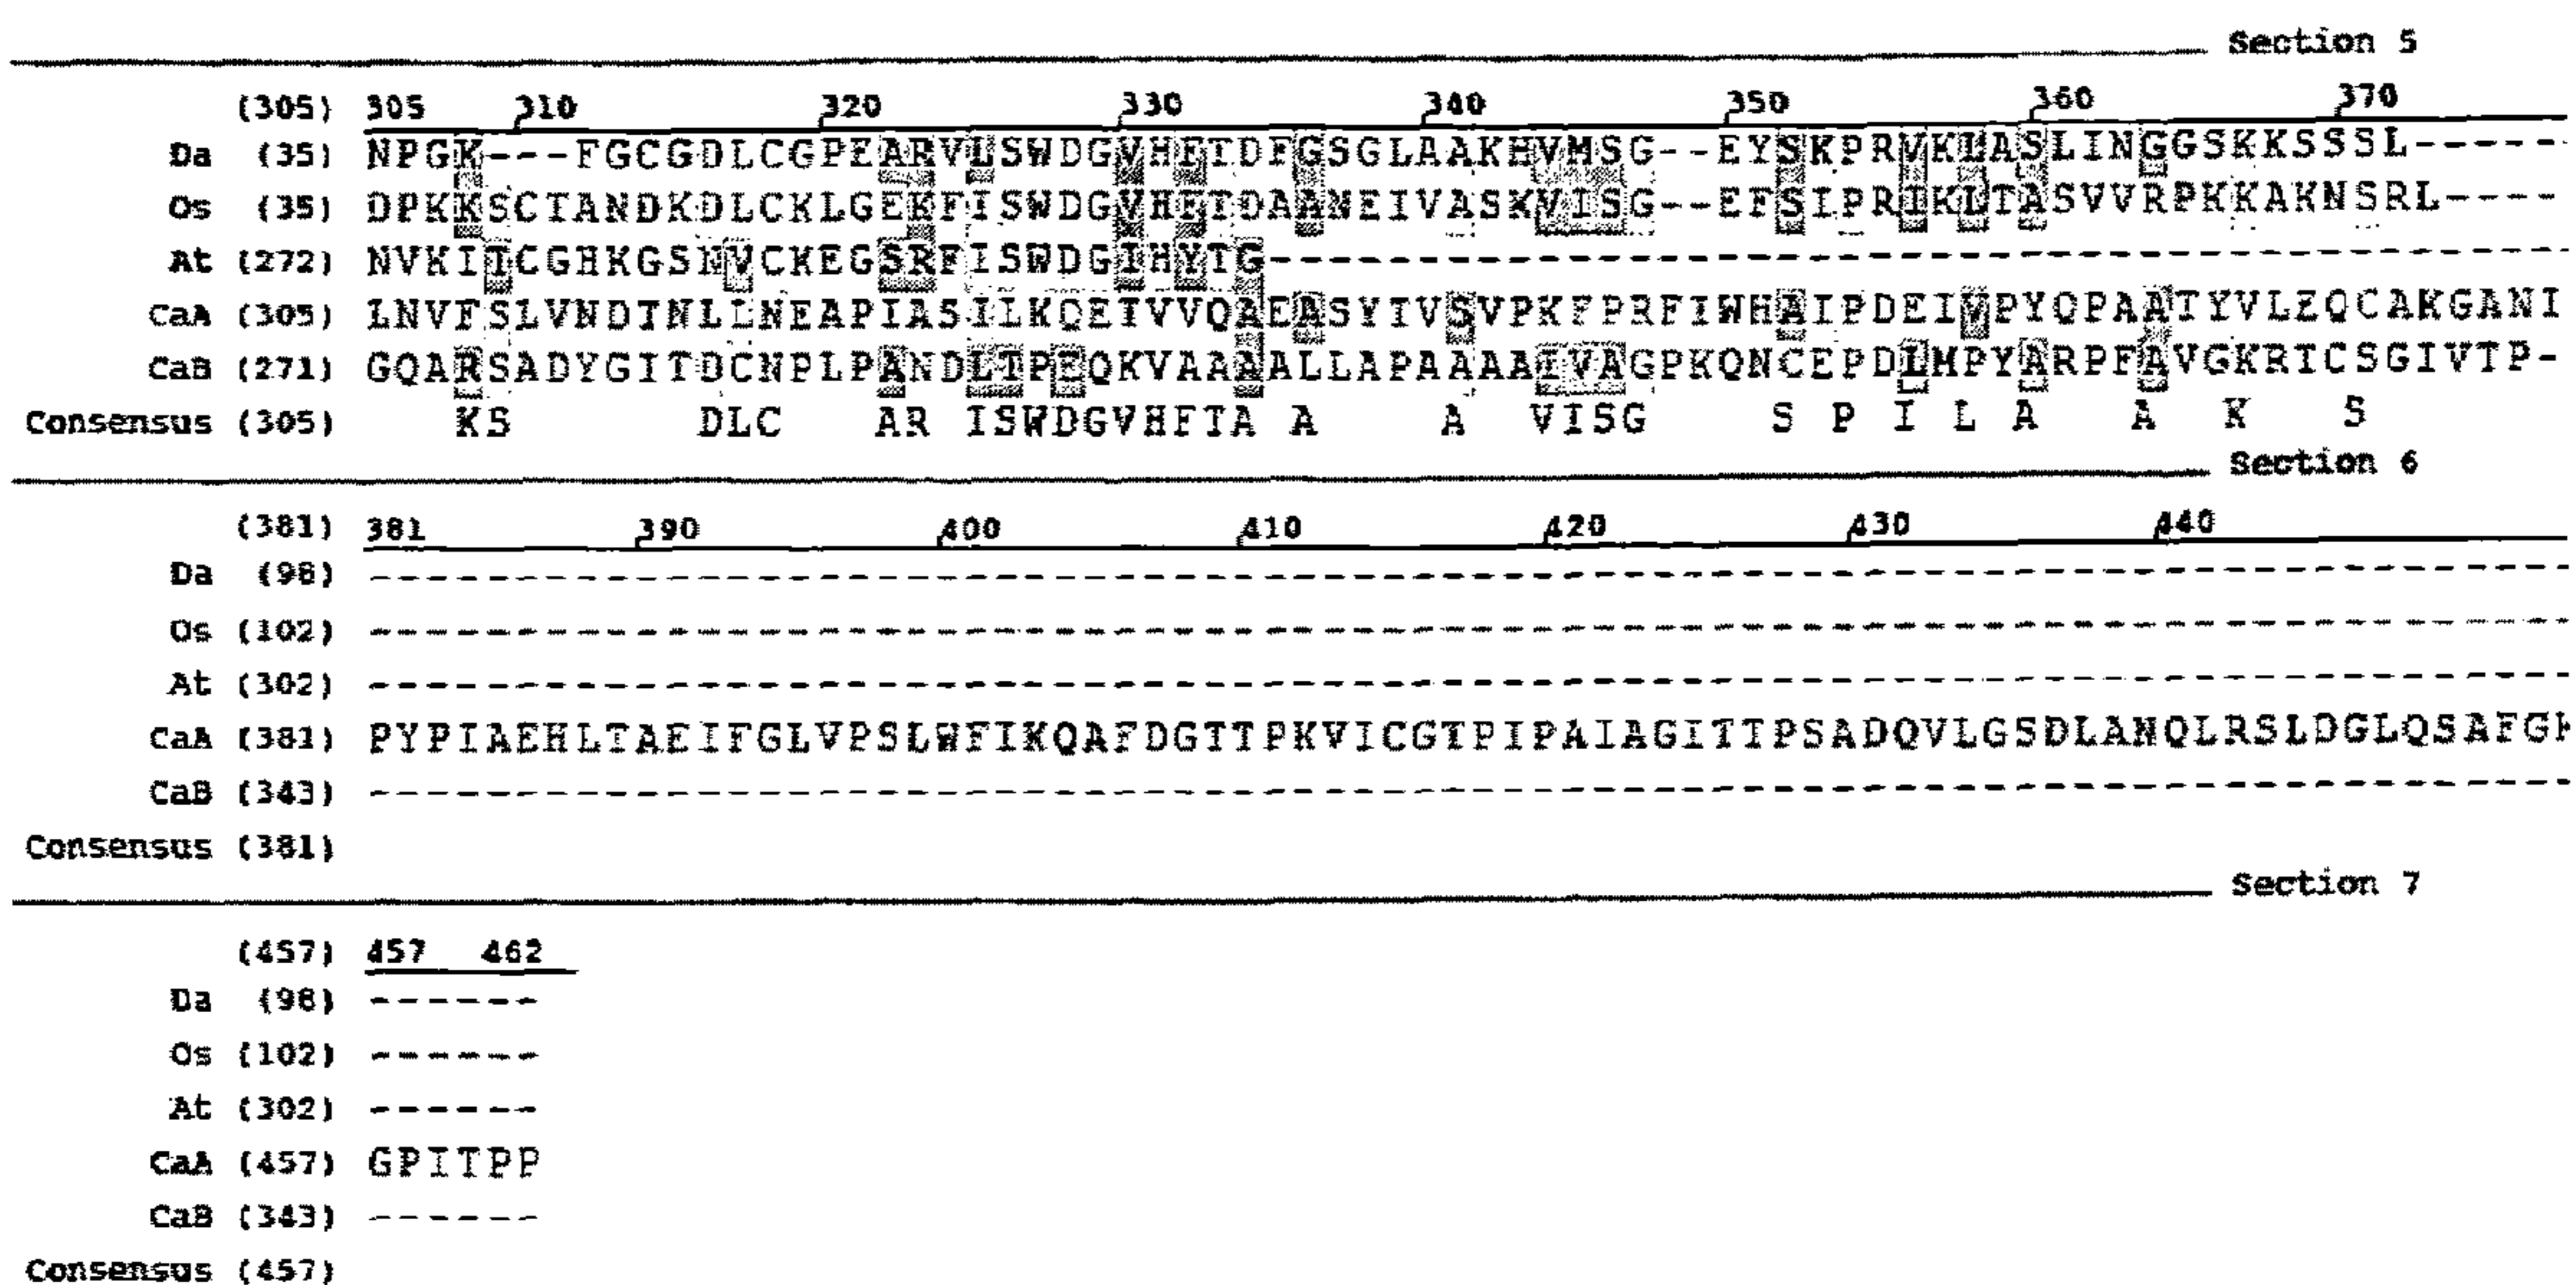 Section 5
(305) 305 310 320 330 340 350 360 370
Da (35) NPGK---FGCGDLCGPEARVLSWDGVHFTDFGSGLAAKHVMSG--EYSKPRVKLASLINGGSKKSSSL-----
Os (35) DPKKSCTANDKDLCKLGEKFISWDGVHFTDAANEIVASKVISG--EFSIPRIKLTASVVRPKKAKNSRL----
At (272) NVKITCGHKGSNVCKEGSRFISWDGIHYTG-------------------------------------------
CaA (305) LNVFSLVNDTNLLNEAPIASILKQETVVQAEASYTVSVPKFPRFIWHAIPDEIVPYQPAATYVLEQCAKGANI
CaB (271) GQARSADYGITDCNPLPANDLTPEQKVAAAALLAPAAAAAIVAGPKQNCEPDLMPYARPFAVGKRICSGIVTP-
Consensus (305) KS DLC AR ISWDGVHFTA A A VISG S P I L A A K S
Section 6
(381) 381 390 400 410 420 430 440
Da (98) --------------------------------------------------------------------------
Os (102) --------------------------------------------------------------------------
At (302) --------------------------------------------------------------------------
CaA (381) PYPIAEHLTAEIFGLVPSLWFIKQAFDGTTPKVICGTPIPAIAGITTPSADQVLGSDLANQLRSLDGLQSAFG
CaB (343) --------------------------------------------------------------------------
Consensus (381)
Section 7
(457) 457 462
Da (98) ------
Os (102) ------
At (302) ------
CaA (457) GPITPP
CaB (343) ------
Consensus (457)